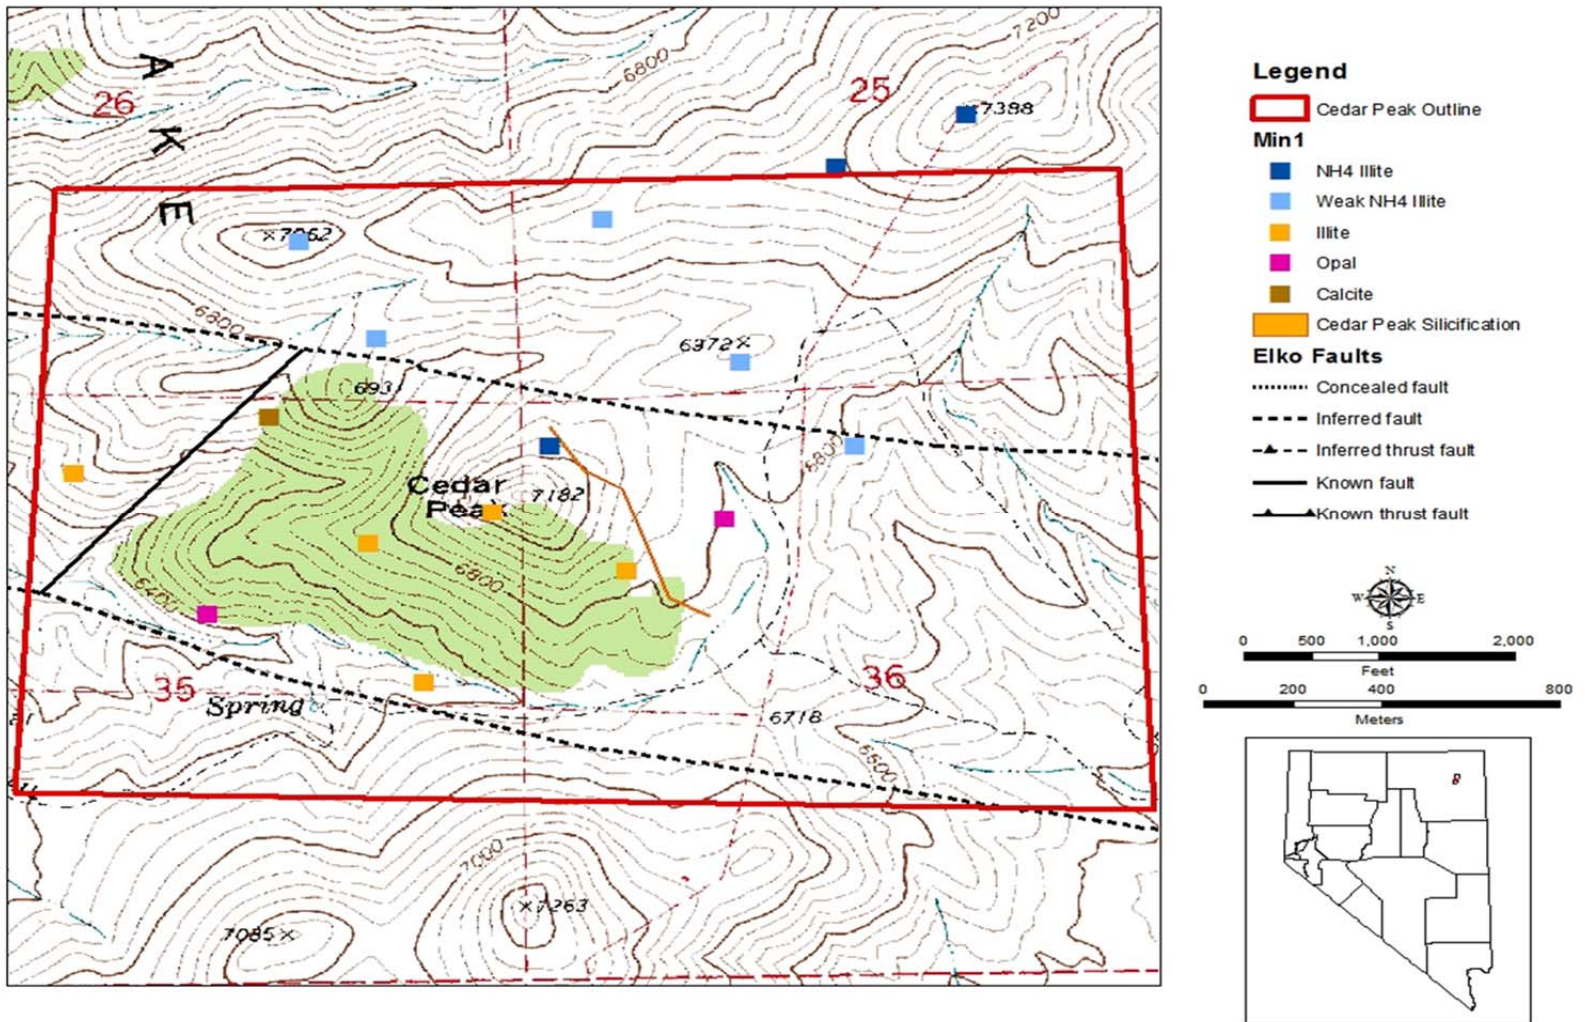 7200
A
6800
25
26
7388
K
E
7062
6800
6372
693
6800
Cedar
Peak
7182
6800
6400
35
36
Spring
6718
6600
7000
7263
7085
Legend
Cedar Peak Outline
Min1
NH4 Illite
Weak NH4 Illite
Illite
Opal
Calcite
Cedar Peak Silicification
Elko Faults
Concealed fault
Inferred fault
Inferred thrust fault
Known fault
Known thrust fault
N
W E
S
0 500 1,000 2,000
Feet
0 200 400 800
Meters